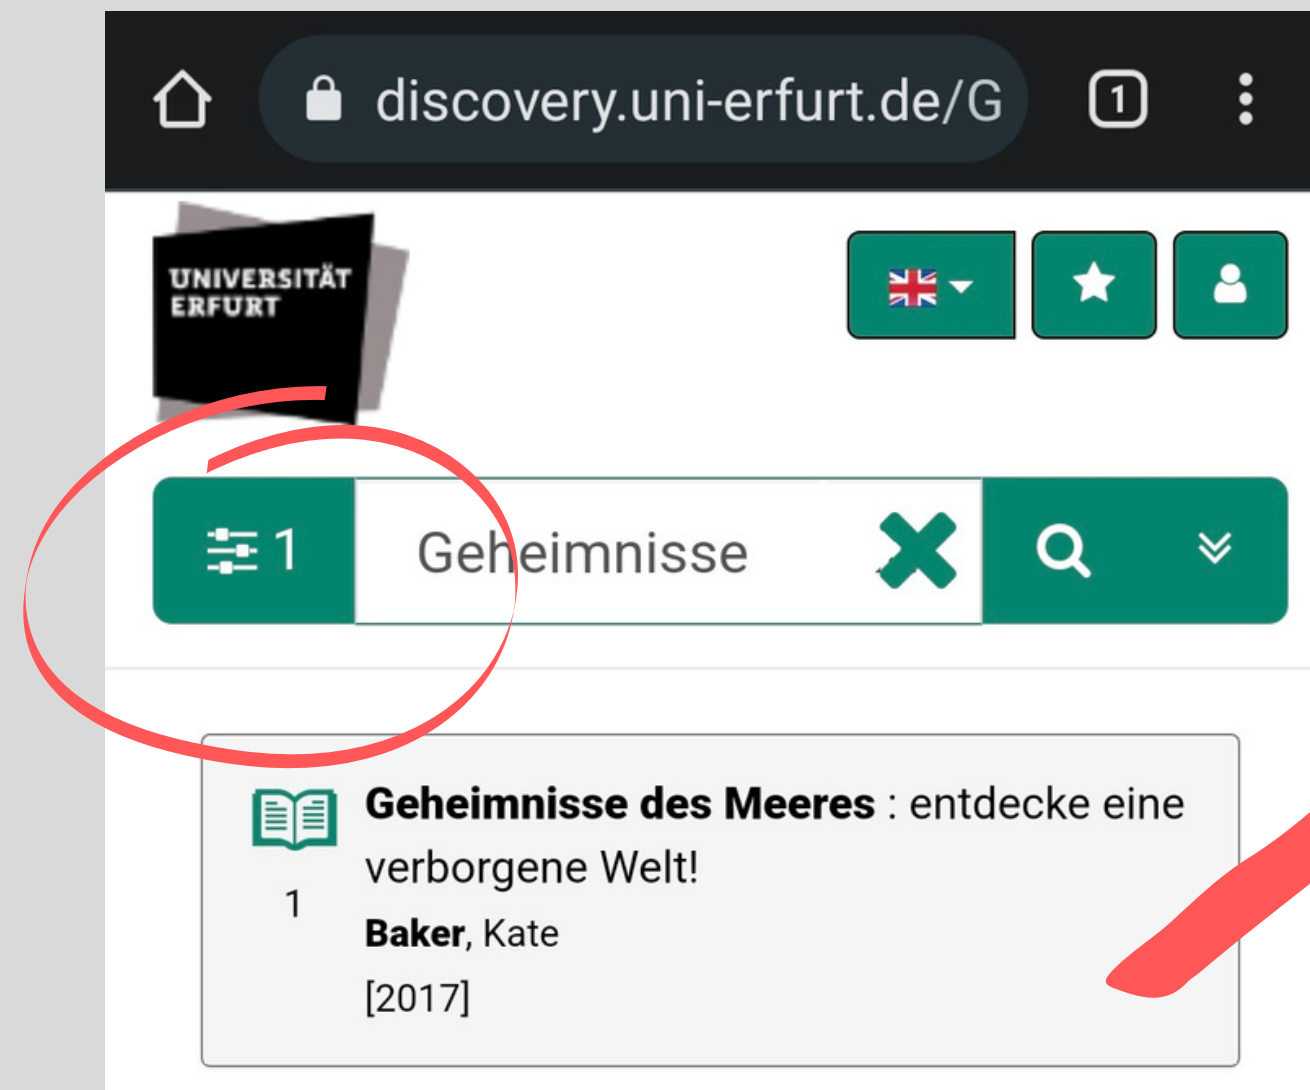 discovery.uni-erfurt.de/G
1
UNIVERSITÄT
ERFURT
1
Geheimnisse
Geheimnisse des Meeres : entdecke eine
verborgene Welt!
1
Baker, Kate
[2017]